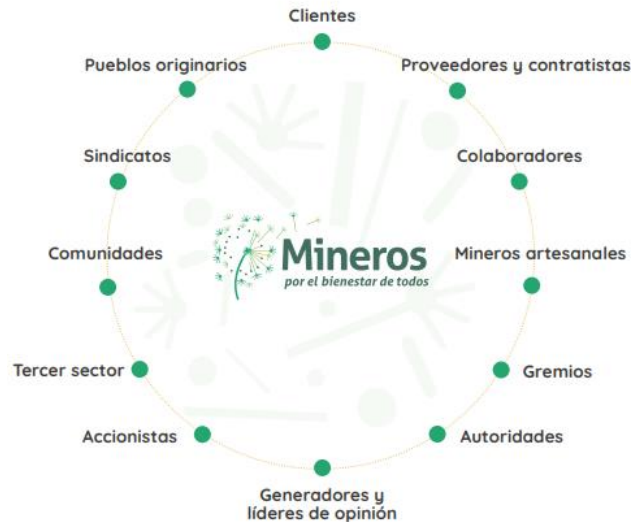 Clientes
Pueblos originarios
Proveedores y contratistas
Sindicatos
Colaboradores
Comunidades
Mineros artesanales
Mineros
por el bienestar de todos
Tercer sector
Gremios
Accionistas
Autoridades
Generadores y
líderes de opinión